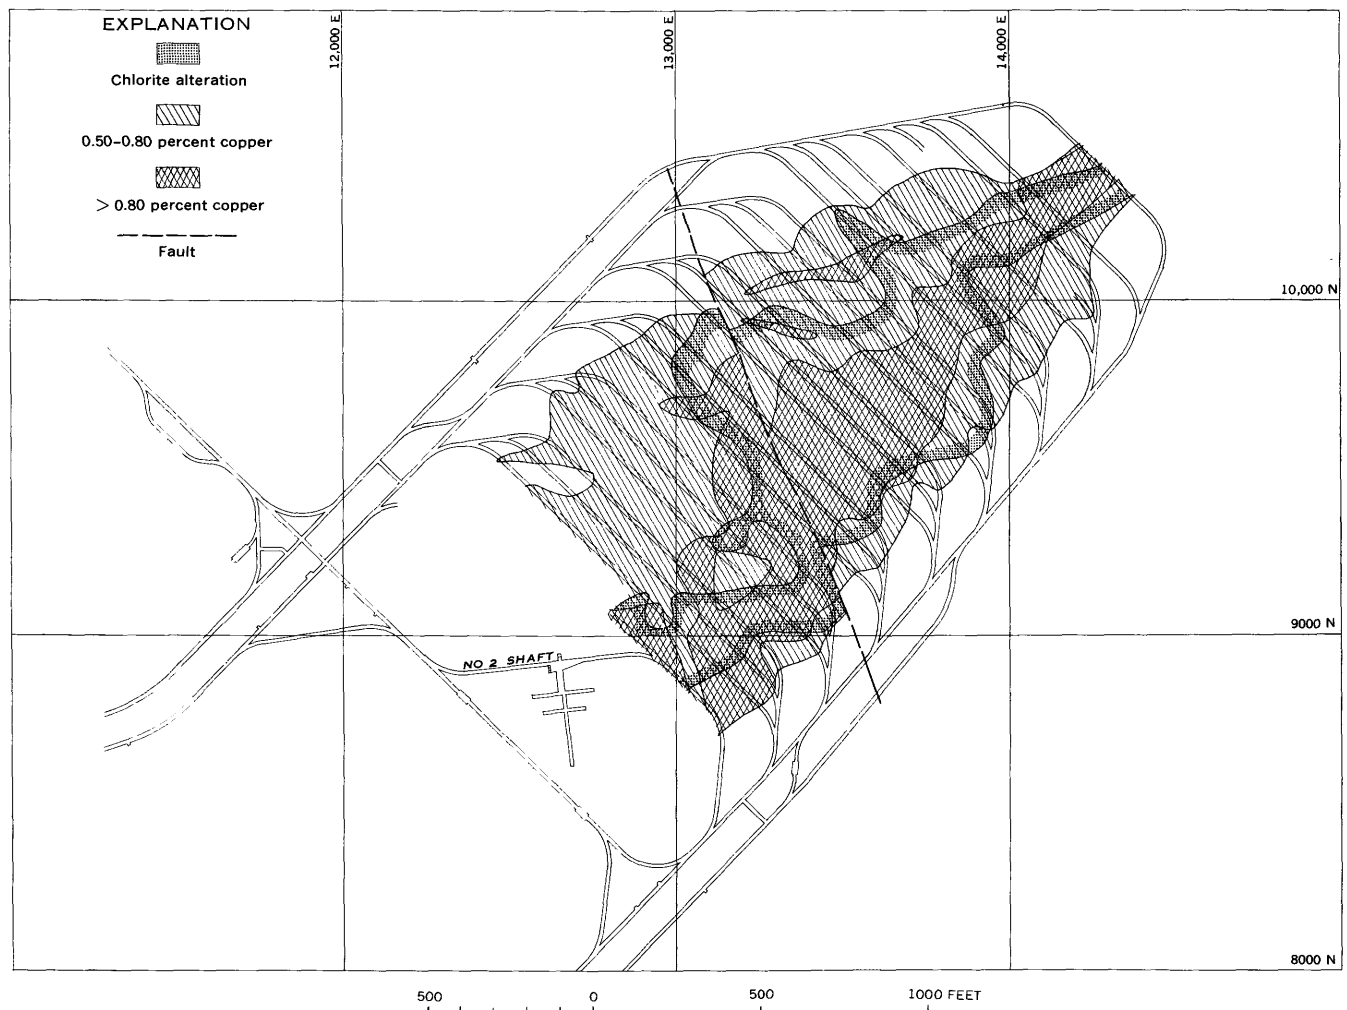 EXPLANATION
Chlorite alteration
0.50-0.80 percent copper
> 0.80 percent copper
Fault
12,000 E
13,000 E
14,000 E
10,000 N
9000 N
NO 2 SHAFT
8000 N
500 0 500 1000 FEET